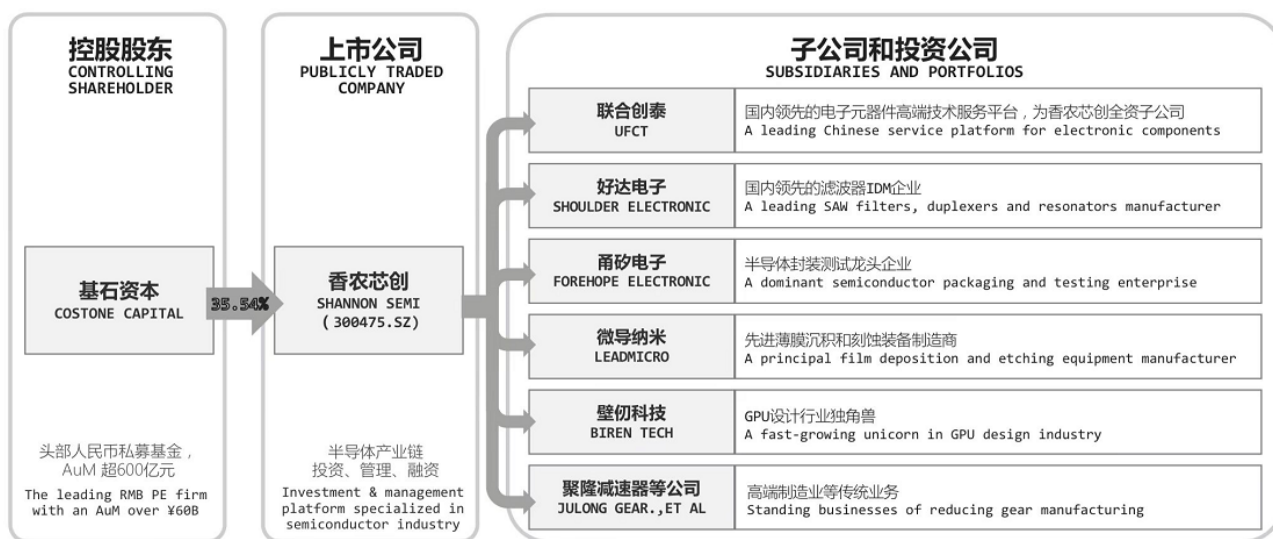 控股股东
CONTROLLING
SHAREHOLDER
基石资本
COSTONE CAPITAL
头部人民币私募基金，
AuM 超600亿元
The leading RMB PE firm
with an AuM over ¥60B
35.54%
上市公司
PUBLICLY TRADED
COMPANY
香农芯创
SHANNON SEMI
(300475.SZ)
半导体产业链
投资、管理、融资
Investment & management
platform specialized in
semiconductor industry
子公司和投资公司
SUBSIDIARIES AND PORTFOLIOS
联合创泰
UFCT
国内领先的电子元器件高端技术服务平台，为香农芯创全资子公司
A leading Chinese service platform for electronic components
好达电子
SHOULDER ELECTRONIC
国内领先的滤波器IDM企业
A leading SAW filters, duplexers and resonators manufacturer
甬矽电子
FOREHOPE ELECTRONIC
半导体封装测试龙头企业
A dominant semiconductor packaging and testing enterprise
微导纳米
LEADMICRO
先进薄膜沉积和刻蚀装备制造商
A principal film deposition and etching equipment manufacturer
壁仞科技
BIREN TECH
GPU设计行业独角兽
A fast-growing unicorn in GPU design industry
聚隆减速器等公司
JULONG GEAR.,ET AL
高端制造业等传统业务
Standing businesses of reducing gear manufacturing